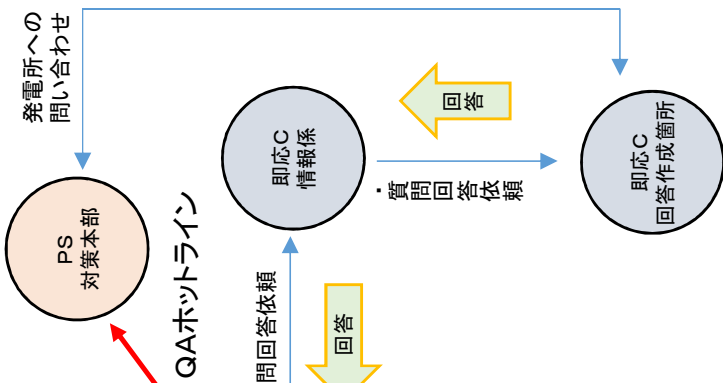 発電所への
問い合わせ
PS
対策本部
QAホットライン
即応C
情報係
回答
・質問回答依頼
即応C
回答作成箇所
問回答依頼
回答